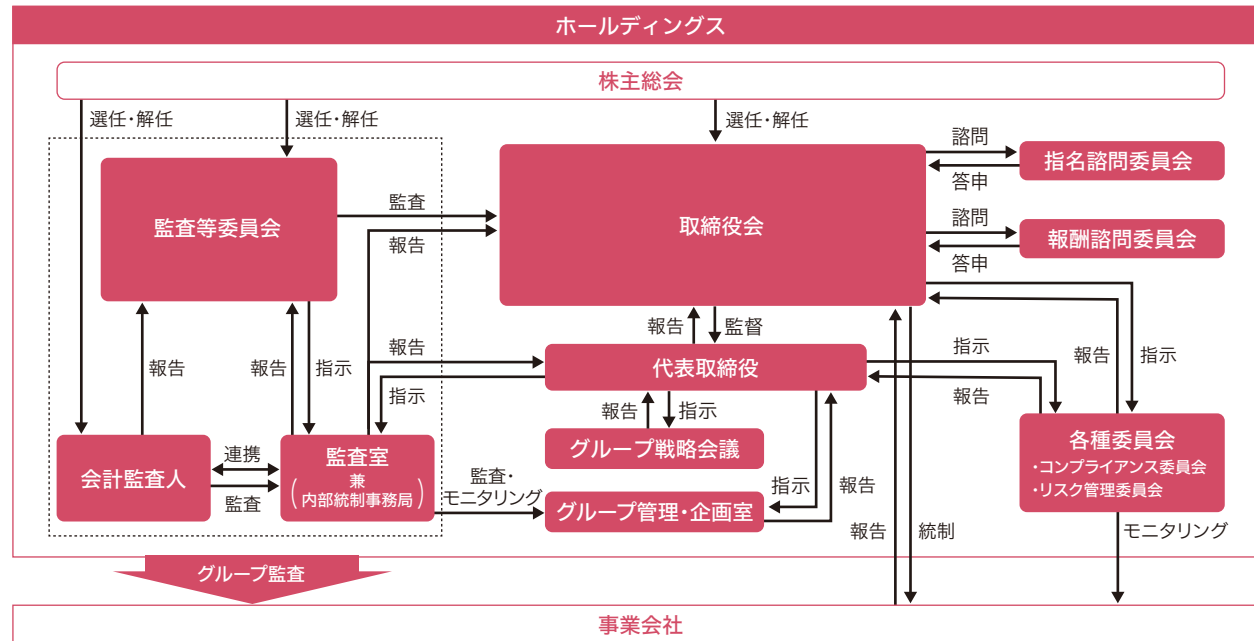 ホールディングス
株主総会
選任・解任
選任・解任
選任・解任
監査等委員会
監査
報告
取締役会
諮問
答申
指名諮問委員会
諮問
答申
報酬諮問委員会
報告
報告
指示
報告
指示
報告
監督
代表取締役
指示
報告
報告
指示
報告
指示
グループ戦略会議
会計監査人
連携
監査
監査室
兼
(内部統制事務局)
監査・
モニタリング
グループ管理・企画室
指示
報告
各種委員会
・コンプライアンス委員会
・リスク管理委員会
報告
統制
モニタリング
グループ監査
事業会社